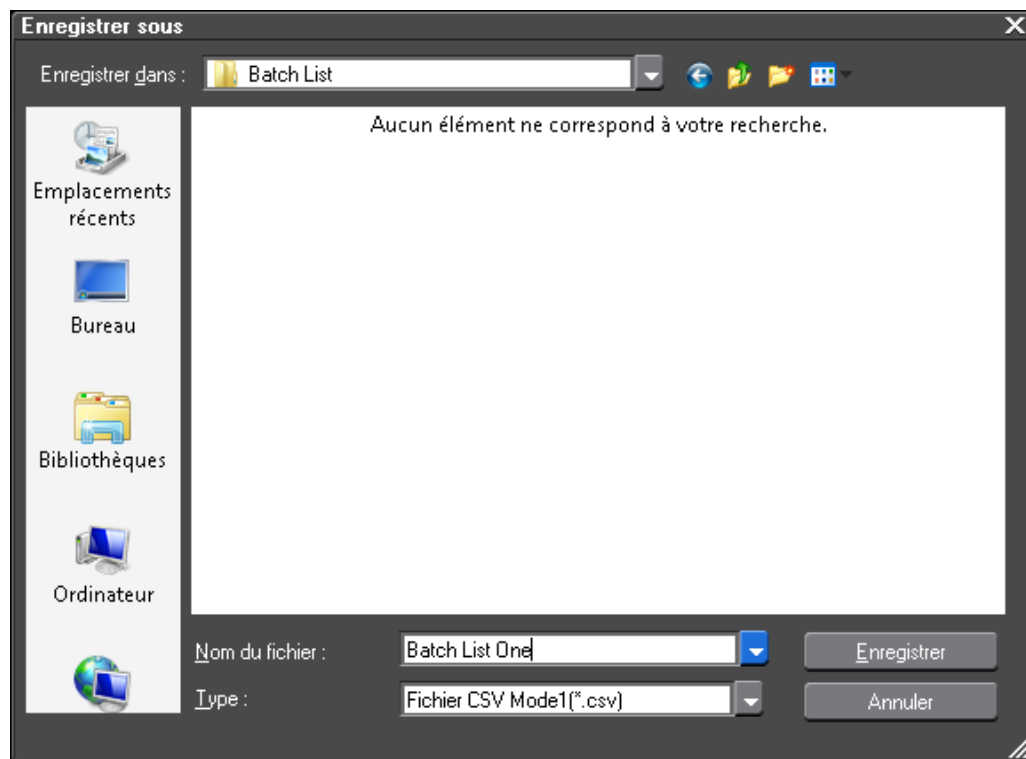 Enregistrer sous
Enregistrer dans :
Batch List
Aucun élément ne correspond à votre recherche.
Emplacements
récents
Bureau
Bibliothèques
Ordinateur
Nom du fichier :
Batch List One
Enregistrer
Type :
Fichier CSV Mode1(*.csv)
Annuler